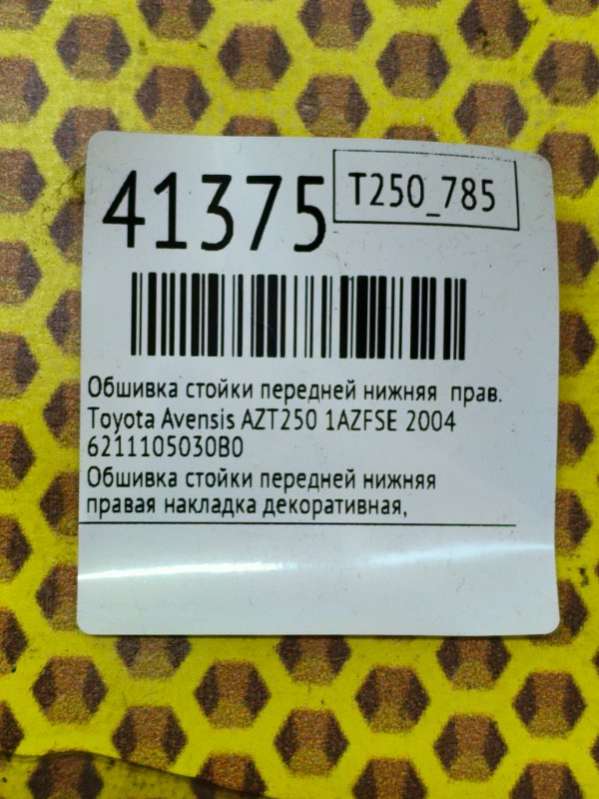 41375
T250_785
Обшивка стойки передней нижняя прав.
Toyota Avensis AZT250 1AZFSE 2004
6211105030B0
Обшивка стойки передней нижняя
правая накладка декоративная,